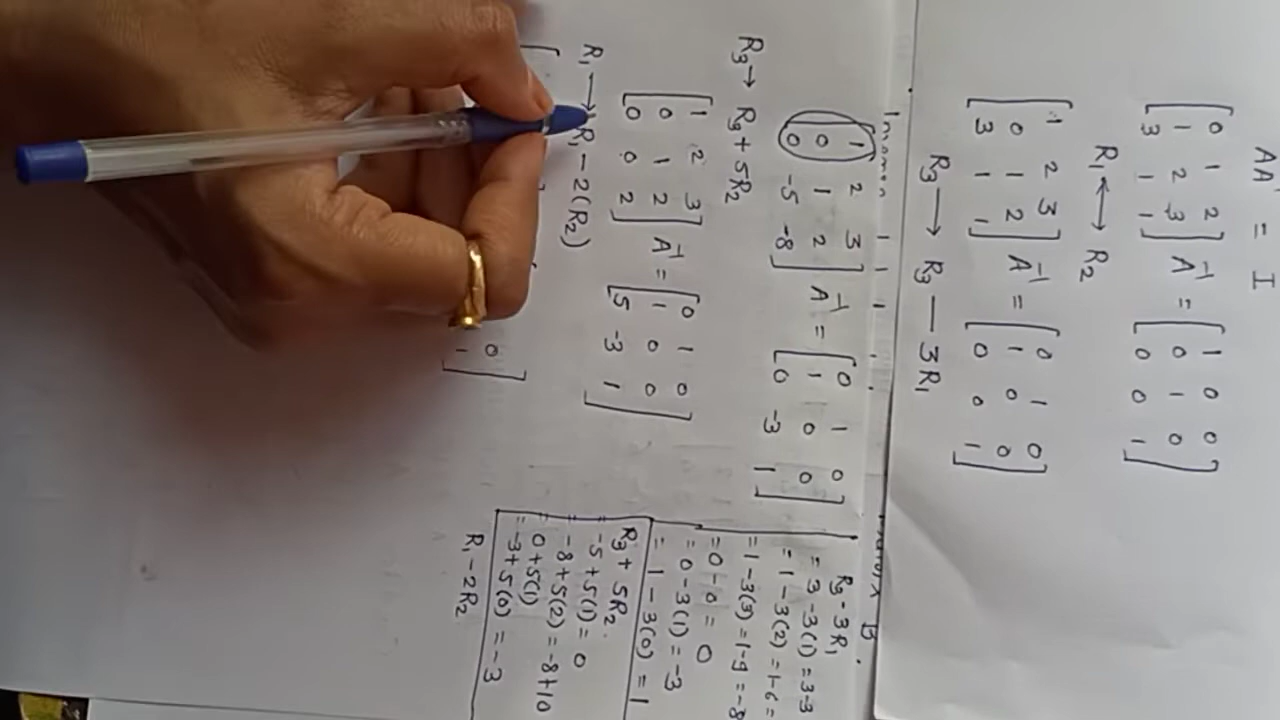 AA⁻¹ = I
[0 1 2
1 2 3
3 1 1] A⁻¹ = [1 0 0
0 1 0
0 0 1]
R₁ ⟷ R₂
[1 2 3
0 1 2
3 1 1] A⁻¹ = [0 1 0
1 0 0
0 0 1]
R₃ ⟶ R₃ — 3R₁
[1 2 3
0 1 2
0 -5 -8] A⁻¹ = [0 1 0
1 0 0
0 -3 1]
R₃ → R₃ + 5R₂
[1 2 3
0 1 2
0 0 2] A⁻¹ = [0 1 0
1 0 0
5 -3 1]
R₁ → R₁ - 2(R₂)
0
1]
R₃ - 3R₁
= 3 - 3(1) = 3-3
= 1 - 3(2) = 1-6 =
= 1 - 3(3) = 1-9 = -8
= 0 - 0 = 0
= 0 - 3(1) = -3
= 1 - 3(0) = 1
R₃ + 5R₂.
= -5 + 5(1) = 0
= -8 + 5(2) = -8+10
= 0 + 5(1)
= -3 + 5(0) = -3
R₁ - 2R₂